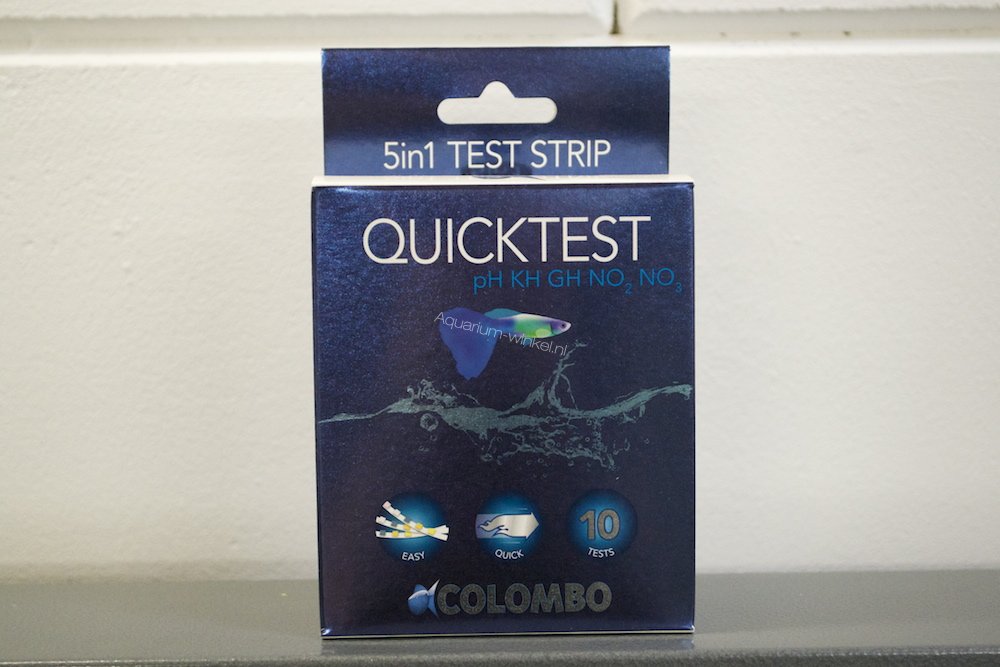 5in1 TEST STRIP
QUICKTEST
pH KH GH NO₂ NO₃
Aquarium-winkel.nl
EASY
QUICK
10
TESTS
COLOMBO